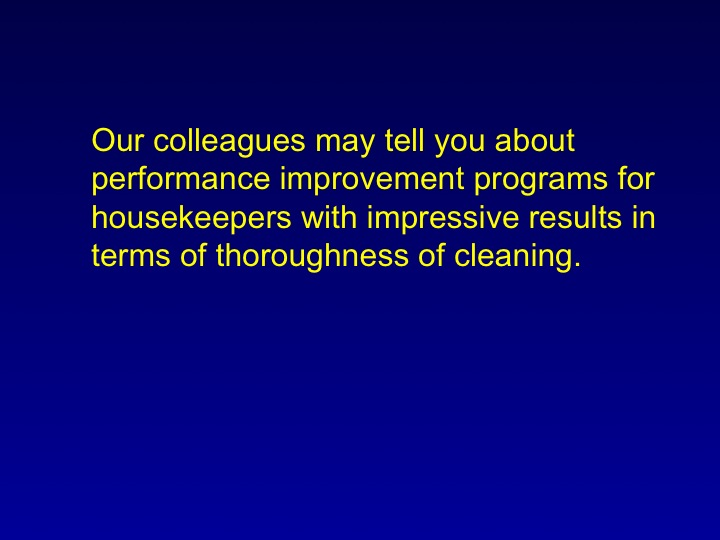 Our colleagues may tell you about
performance improvement programs for
housekeepers with impressive results in
terms of thoroughness of cleaning.